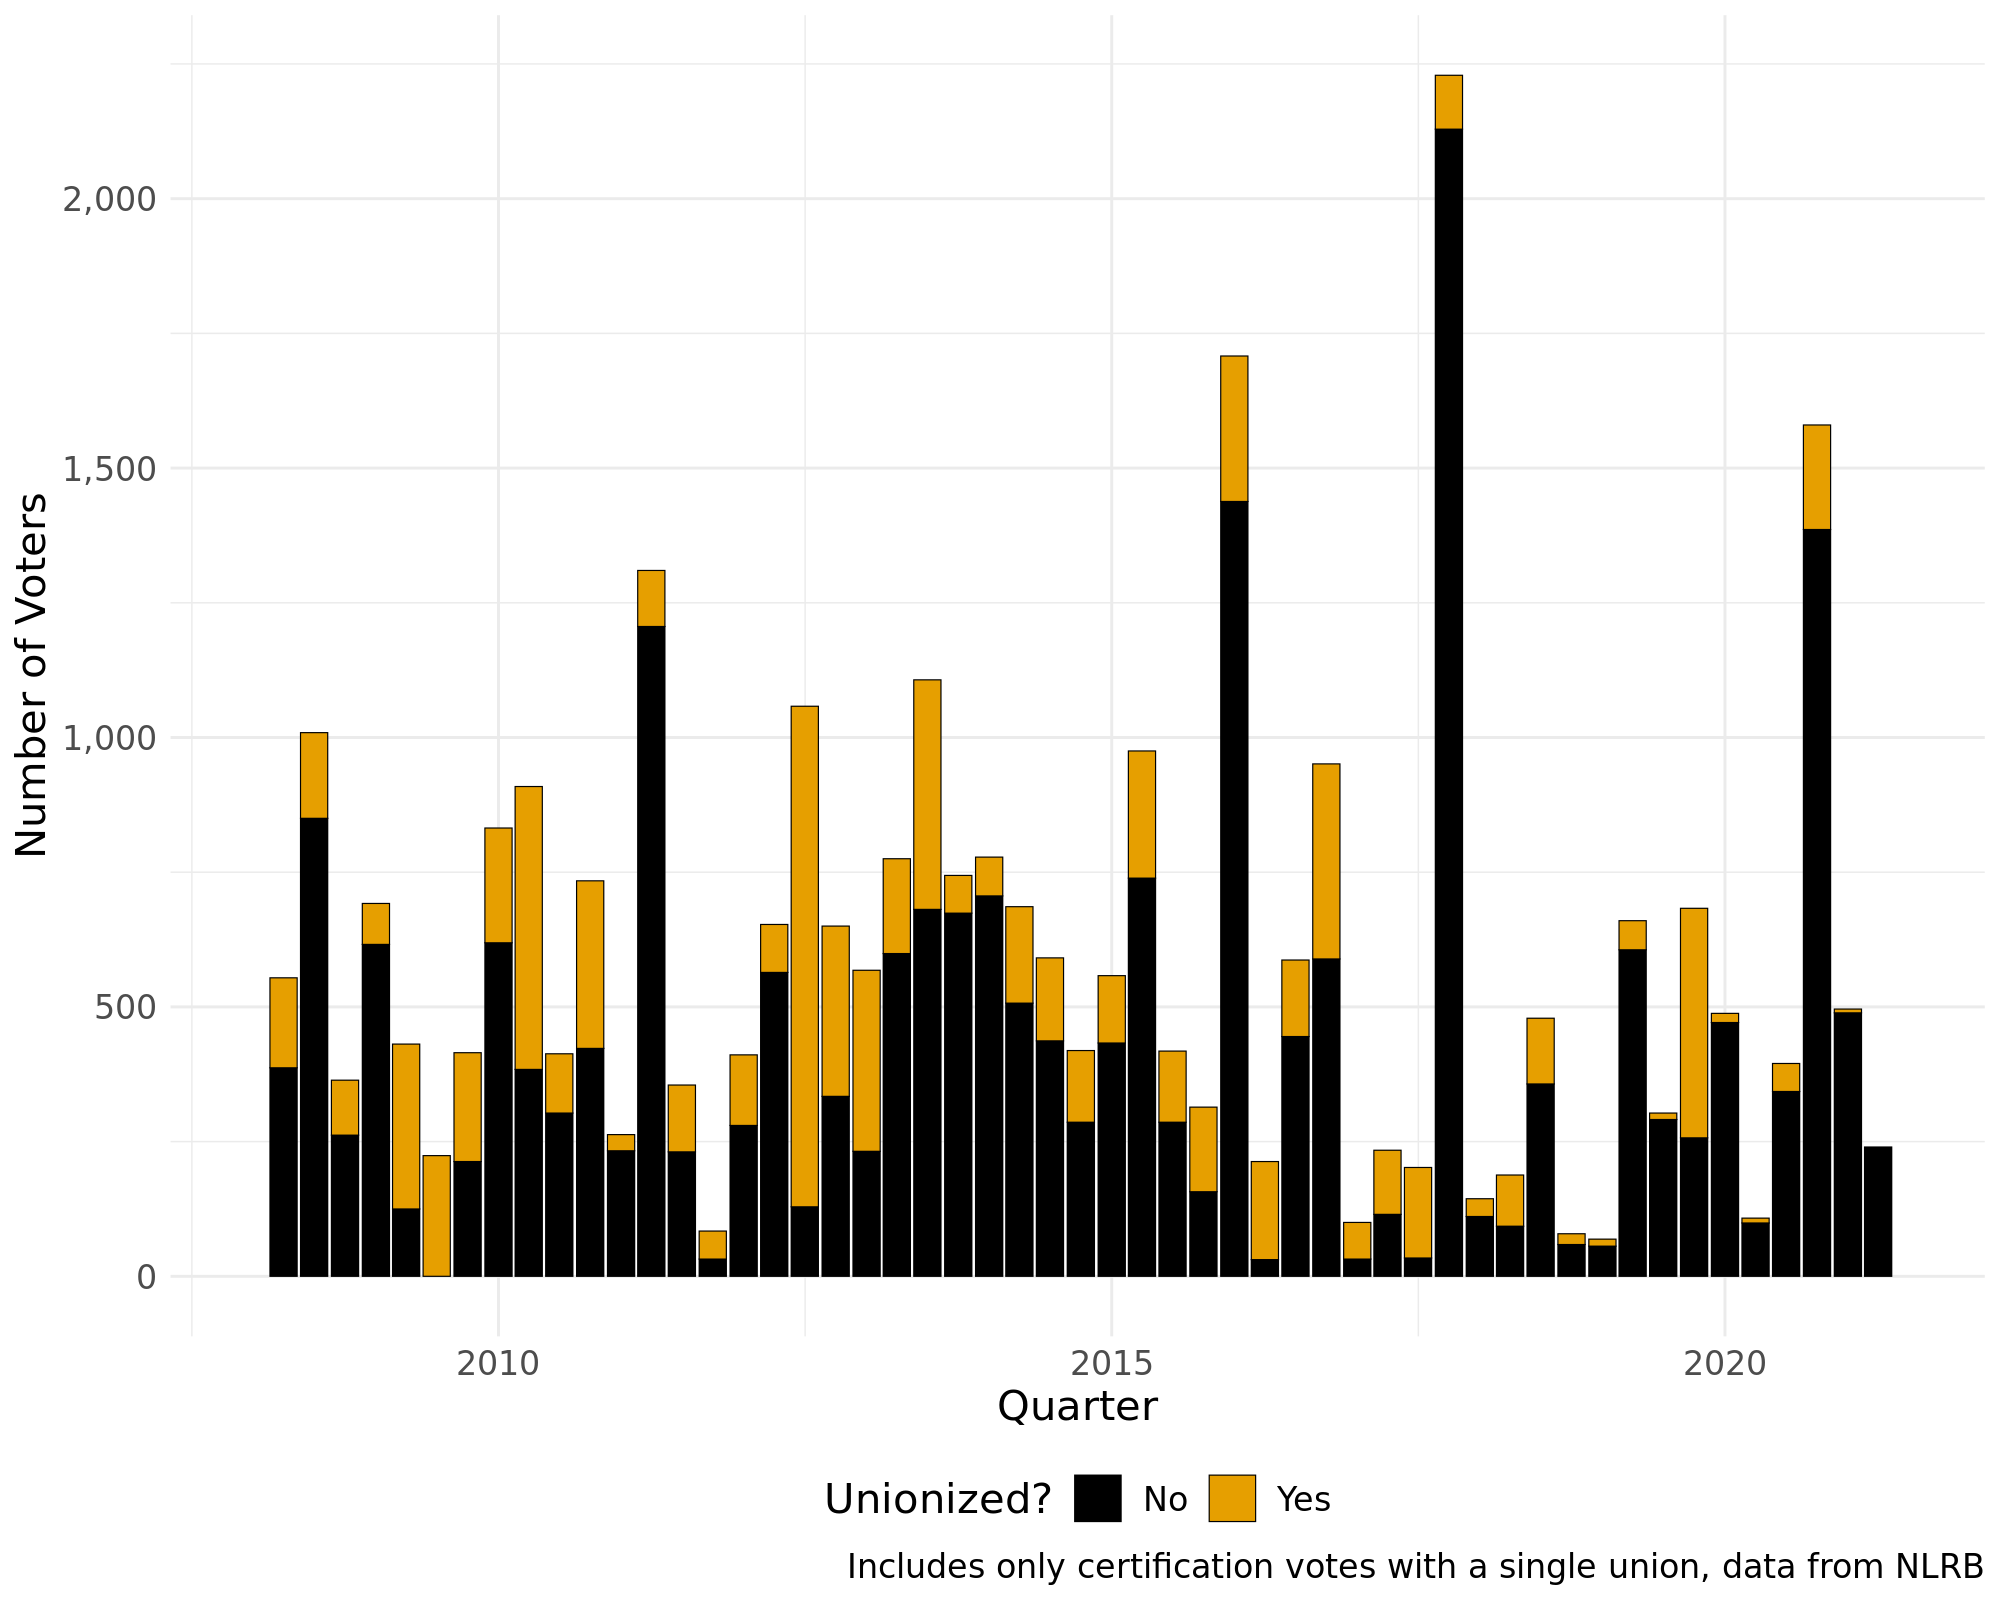 2,000
1,500
1,000
500
0
Number of Voters
2010 2015 2020
Quarter
Unionized? No Yes
Includes only certification votes with a single union, data from NLRB